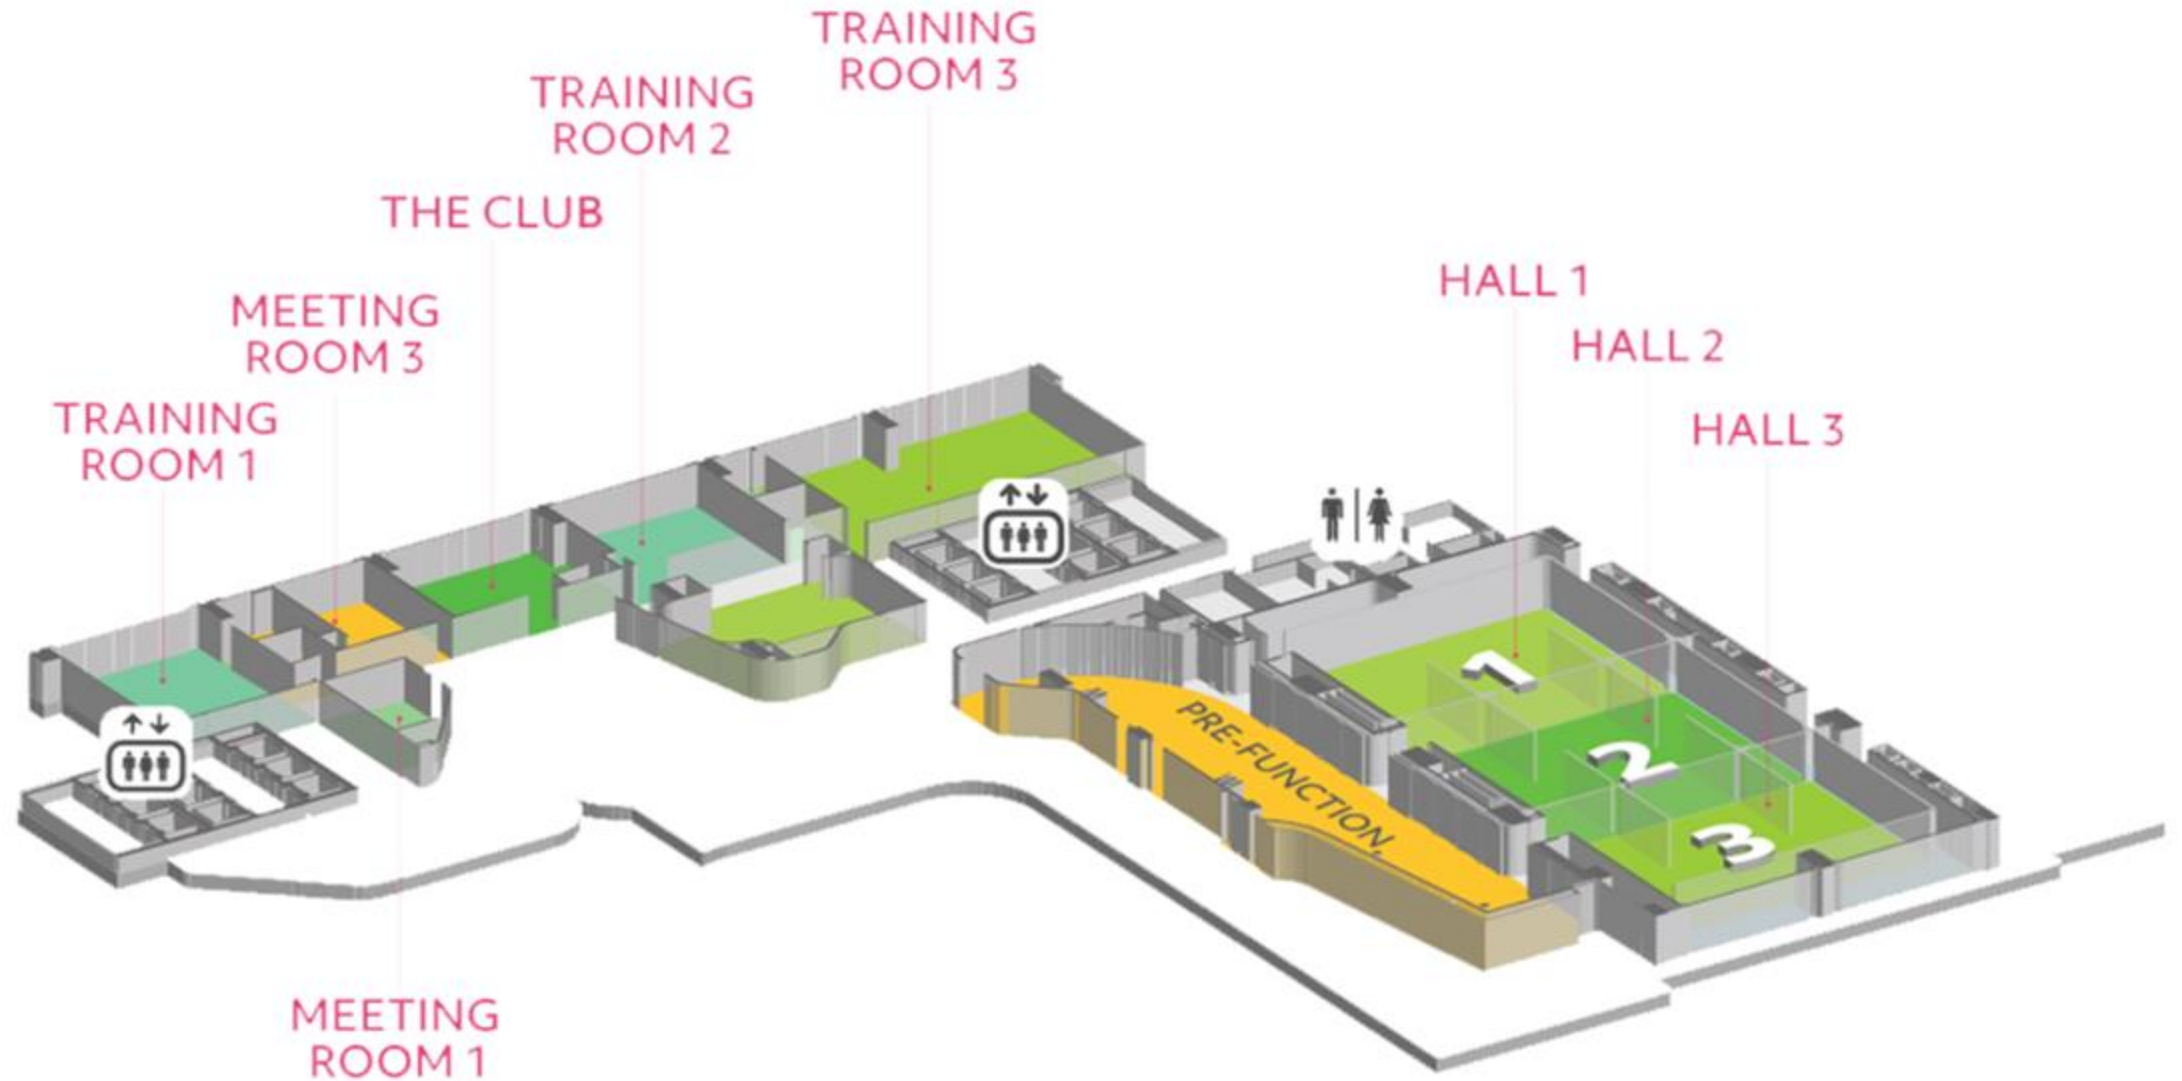 TRAINING
ROOM 3
TRAINING
ROOM 2
THE CLUB
MEETING
ROOM 3
TRAINING
ROOM 1
HALL 1
HALL 2
HALL 3
1
2
3
PRE-FUNCTION
MEETING
ROOM 1